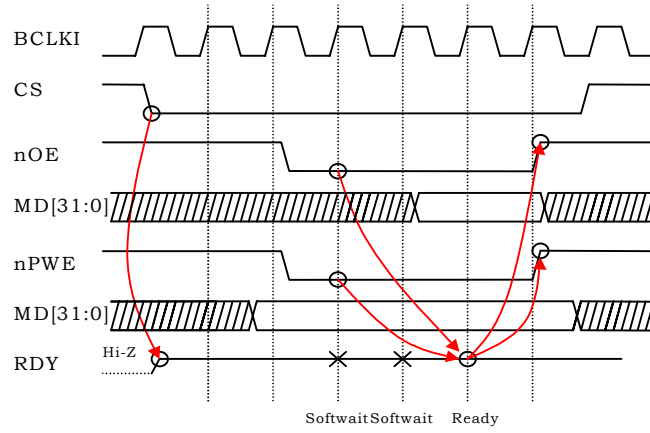 BCLKI
CS
nOE
MD[31:0]
nPWE
MD[31:0]
Hi-Z
RDY
Softwait Softwait Ready